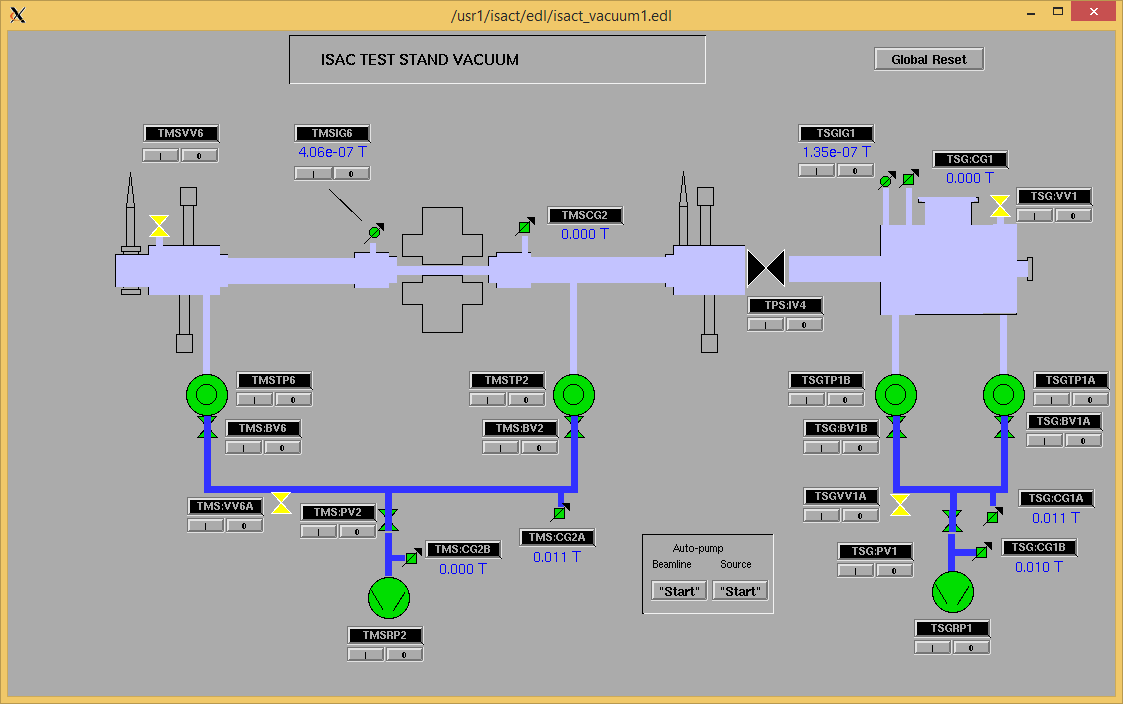 /usr1/isact/edl/isact_vacuum1.edl
ISAC TEST STAND VACUUM
Global Reset
TMSVV6
I 0
TMSIG6
4.06e-07 T
I 0
TSGIG1
1.35e-07 T
I 0
TSG:CG1
0.000 T
TSG:VV1
I 0
TMSCG2
0.000 T
TPS:IV4
I 0
TMSTP6
I 0
TMS:BV6
I 0
TMSTP2
I 0
TMS:BV2
I 0
TSGTP1B
I 0
TSG:BV1B
I 0
TSGTP1A
I 0
TSG:BV1A
I 0
TMS:VV6A
I 0
TMS:PV2
I 0
TMS:CG2A
0.011 T
TMS:CG2B
0.000 T
TMSRP2
I 0
Auto-pump
Beamline Source
"Start" "Start"
TSGVV1A
I 0
TSG:CG1A
0.011 T
TSG:PV1
I 0
TSG:CG1B
0.010 T
TSGRP1
I 0